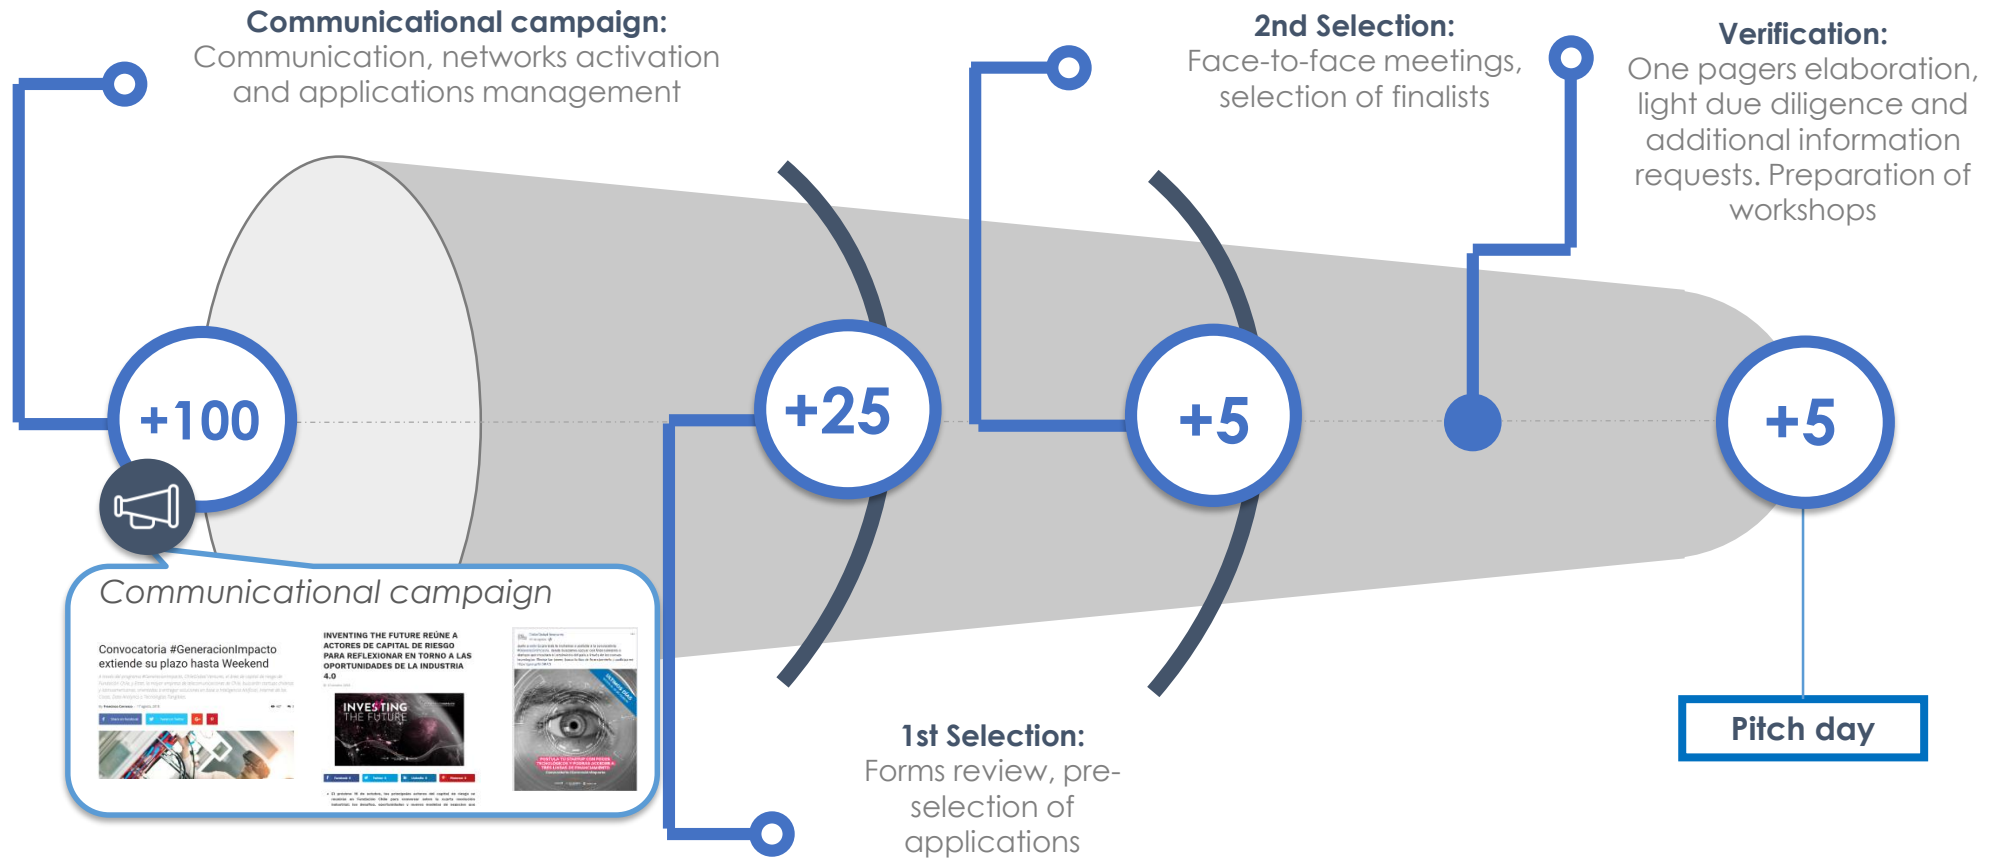 Communicational campaign:
Communication, networks activation
and applications management
2nd Selection:
Face-to-face meetings,
selection of finalists
Verification:
One pagers elaboration,
light due diligence and
additional information
requests. Preparation of
workshops
+100
+25
+5
+5
Communicational campaign
Convocatoria #GeneracionImpacto
extiende su plazo hasta Weekend
INVENTING THE FUTURE REÚNE A
ACTORES DE CAPITAL DE RIESGO
PARA REFLEXIONAR EN TORNO A LAS
OPORTUNIDADES DE LA INDUSTRIA
4.0
INVESTING
THE FUTURE
ÚLTIMOS DÍAS
1st Selection:
Forms review, pre-
selection of
applications
Pitch day